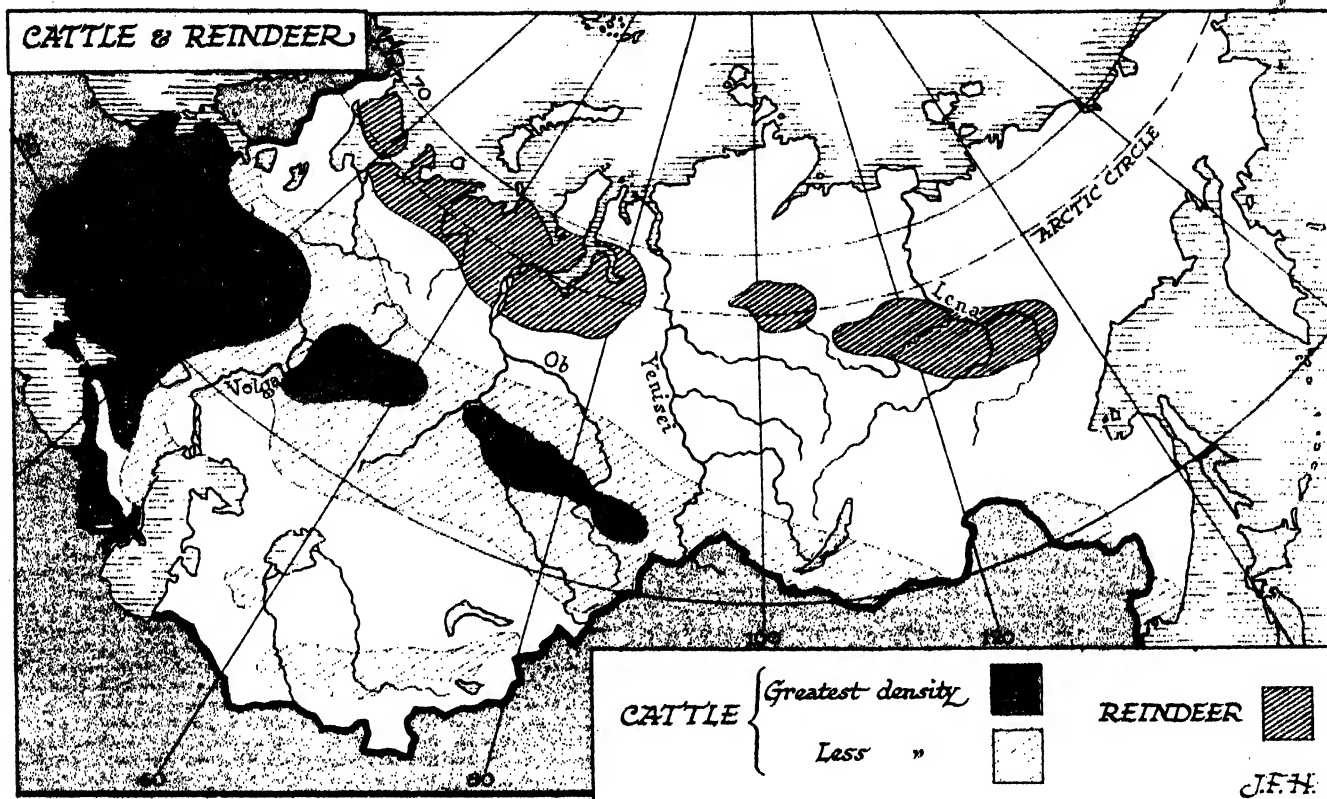 CATTLE & REINDEER
70
ARCTIC CIRCLE
Lena
Ob
Yenisei
Volga
100
120
60
80
CATTLE
Greatest density
Less "
REINDEER
J.F.H.